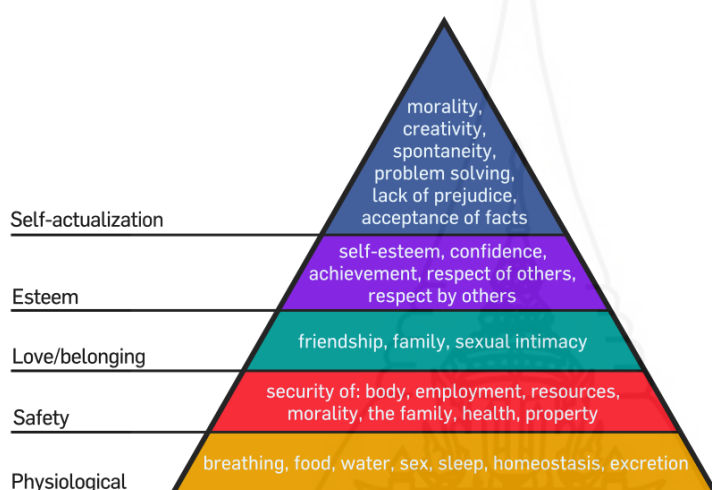 morality,
creativity,
spontaneity,
problem solving,
lack of prejudice,
acceptance of facts
Self-actualization
self-esteem, confidence,
achievement, respect of others,
respect by others
Esteem
friendship, family, sexual intimacy
Love/belonging
security of: body, employment, resources,
morality, the family, health, property
Safety
breathing, food, water, sex, sleep, homeostasis, excretion
Physiological